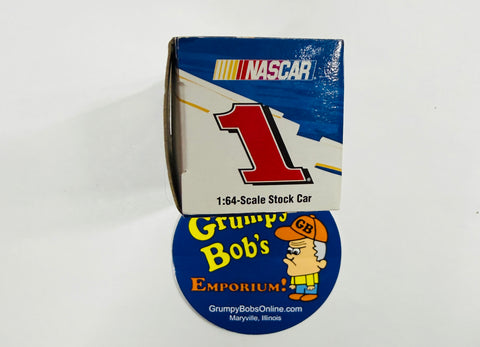 NASCAR
1
1:64-Scale Stock Car
Grumpy
Bob's
GB
EMPORIUM!
GrumpyBobsOnline.com
Maryville, Illinois